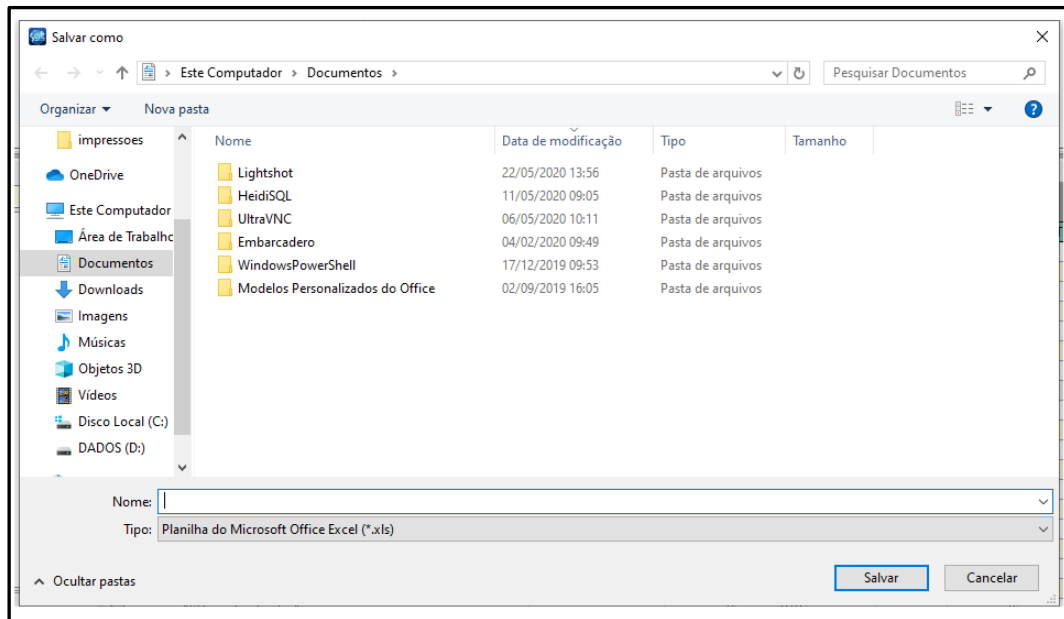 Salvar como
Este Computador > Documentos >
Pesquisar Documentos
Organizar
Nova pasta
impressoes
OneDrive
Este Computador
Área de Trabalho
Documentos
Downloads
Imagens
Músicas
Objetos 3D
Vídeos
Disco Local (C:)
DADOS (D:)
Nome Data de modificação Tipo Tamanho
Lightshot 22/05/2020 13:56 Pasta de arquivos
HeidiSQL 11/05/2020 09:05 Pasta de arquivos
UltraVNC 06/05/2020 10:11 Pasta de arquivos
Embarcadero 04/02/2020 09:49 Pasta de arquivos
WindowsPowerShell 17/12/2019 09:53 Pasta de arquivos
Modelos Personalizados do Office 02/09/2019 16:05 Pasta de arquivos
Nome:
Tipo: Planilha do Microsoft Office Excel (*.xls)
Ocultar pastas
Salvar
Cancelar